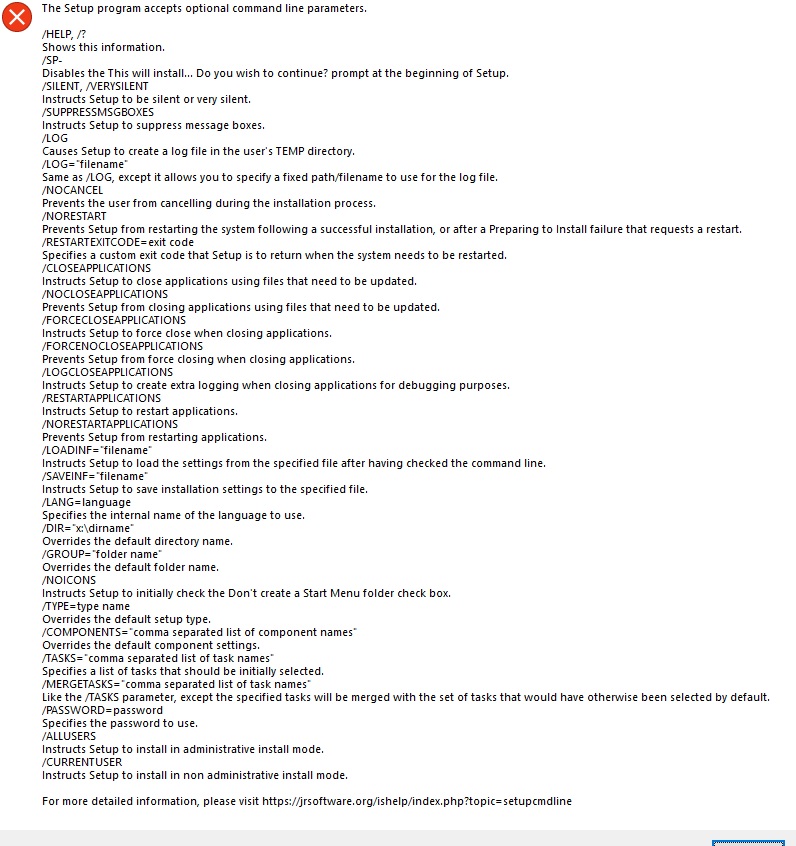 The Setup program accepts optional command line parameters.
/HELP, /?
Shows this information.
/SP-
Disables the This will install... Do you wish to continue? prompt at the beginning of Setup.
/SILENT, /VERYSILENT
Instructs Setup to be silent or very silent.
/SUPPRESSMSGBOXES
Instructs Setup to suppress message boxes.
/LOG
Causes Setup to create a log file in the user's TEMP directory.
/LOG="filename"
Same as /LOG, except it allows you to specify a fixed path/filename to use for the log file.
/NOCANCEL
Prevents the user from cancelling during the installation process.
/NORESTART
Prevents Setup from restarting the system following a successful installation, or after a Preparing to Install failure that requests a restart.
/RESTARTEXITCODE=exit code
Specifies a custom exit code that Setup is to return when the system needs to be restarted.
/CLOSEAPPLICATIONS
Instructs Setup to close applications using files that need to be updated.
/NOCLOSEAPPLICATIONS
Prevents Setup from closing applications using files that need to be updated.
/FORCECLOSEAPPLICATIONS
Instructs Setup to force close when closing applications.
/FORCENOCLOSEAPPLICATIONS
Prevents Setup from force closing when closing applications.
/LOGCLOSEAPPLICATIONS
Instructs Setup to create extra logging when closing applications for debugging purposes.
/RESTARTAPPLICATIONS
Instructs Setup to restart applications.
/NORESTARTAPPLICATIONS
Prevents Setup from restarting applications.
/LOADINF="filename"
Instructs Setup to load the settings from the specified file after having checked the command line.
/SAVEINF="filename"
Instructs Setup to save installation settings to the specified file.
/LANG=language
Specifies the internal name of the language to use.
/DIR="x:\dirname"
Overrides the default directory name.
/GROUP="folder name"
Overrides the default folder name.
/NOICONS
Instructs Setup to initially check the Don't create a Start Menu folder check box.
/TYPE=type name
Overrides the default setup type.
/COMPONENTS="comma separated list of component names"
Overrides the default component settings.
/TASKS="comma separated list of task names"
Specifies a list of tasks that should be initially selected.
/MERGETASKS="comma separated list of task names"
Like the /TASKS parameter, except the specified tasks will be merged with the set of tasks that would have otherwise been selected by default.
/PASSWORD=password
Specifies the password to use.
/ALLUSERS
Instructs Setup to install in administrative install mode.
/CURRENTUSER
Instructs Setup to install in non administrative install mode.
For more detailed information, please visit https://jrsoftware.org/ishelp/index.php?topic=setupcmdline